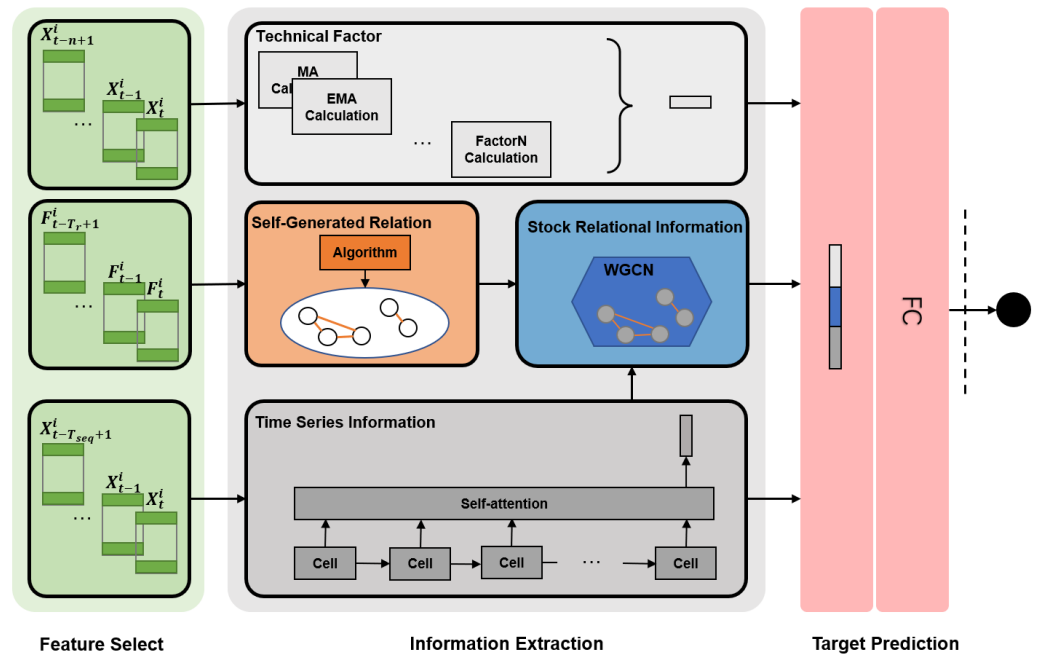 X^i_{t-n+1}
X^i_{t-1}
X^i_t
...
Technical Factor
MA
Cal
EMA
Calculation
...
FactorN
Calculation
F^i_{t-T_r+1}
F^i_{t-1}
F^i_t
...
Self-Generated Relation
Algorithm
Stock Relational Information
WGCN
X^i_{t-T_{seq}+1}
X^i_{t-1}
X^i_t
...
Time Series Information
Self-attention
Cell
Cell
Cell
...
Cell
FC
Feature Select
Information Extraction
Target Prediction